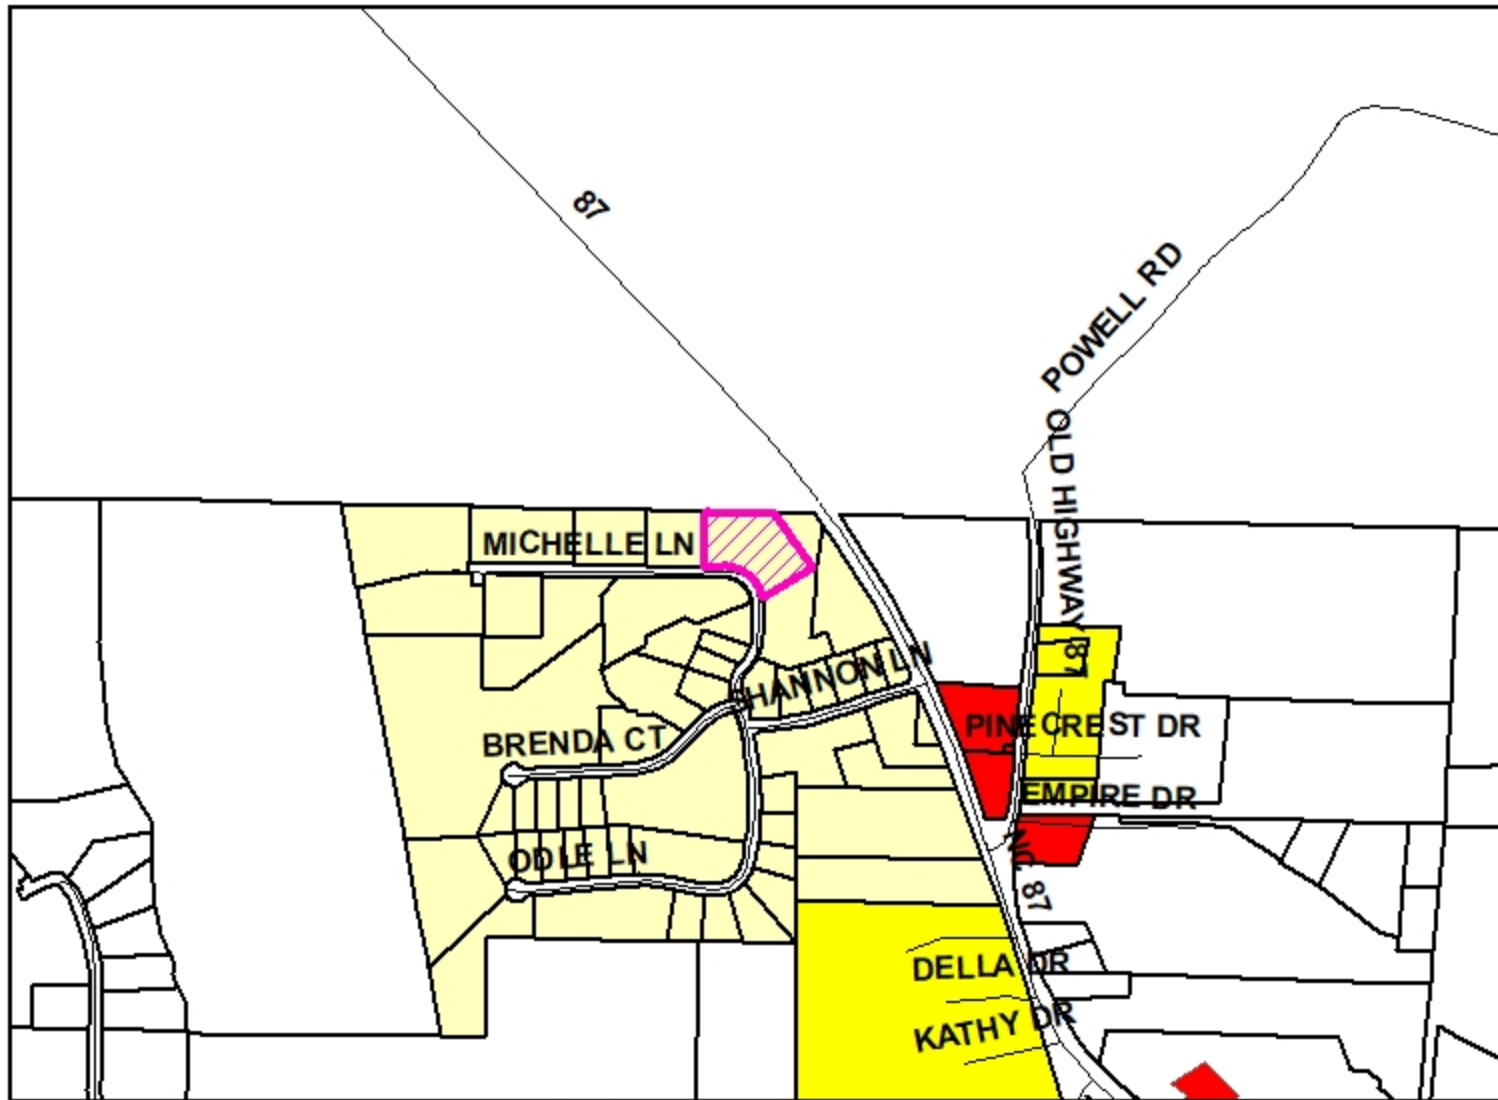 87
POWELL RD
OLD HIGHWAY 87
MICHELLE LN
SHANNON LN
BRENDA CT
PINECREST DR
EMPIRE DR
ODLE LN
NC 87
DELLA DR
KATHY DR